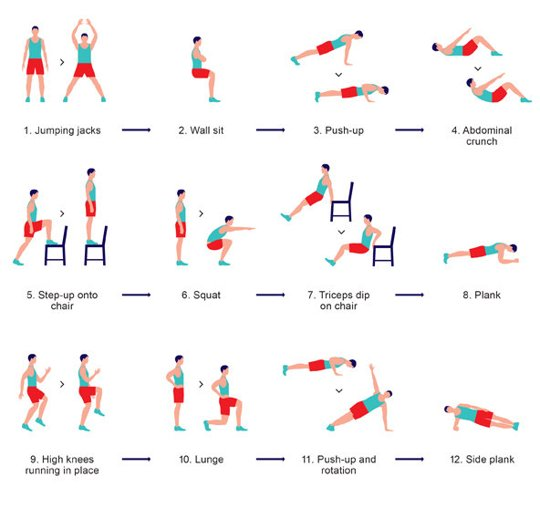 1. Jumping jacks
2. Wall sit
3. Push-up
4. Abdominal
crunch
5. Step-up onto
chair
6. Squat
7. Triceps dip
on chair
8. Plank
9. High knees
running in place
10. Lunge
11. Push-up and
rotation
12. Side plank